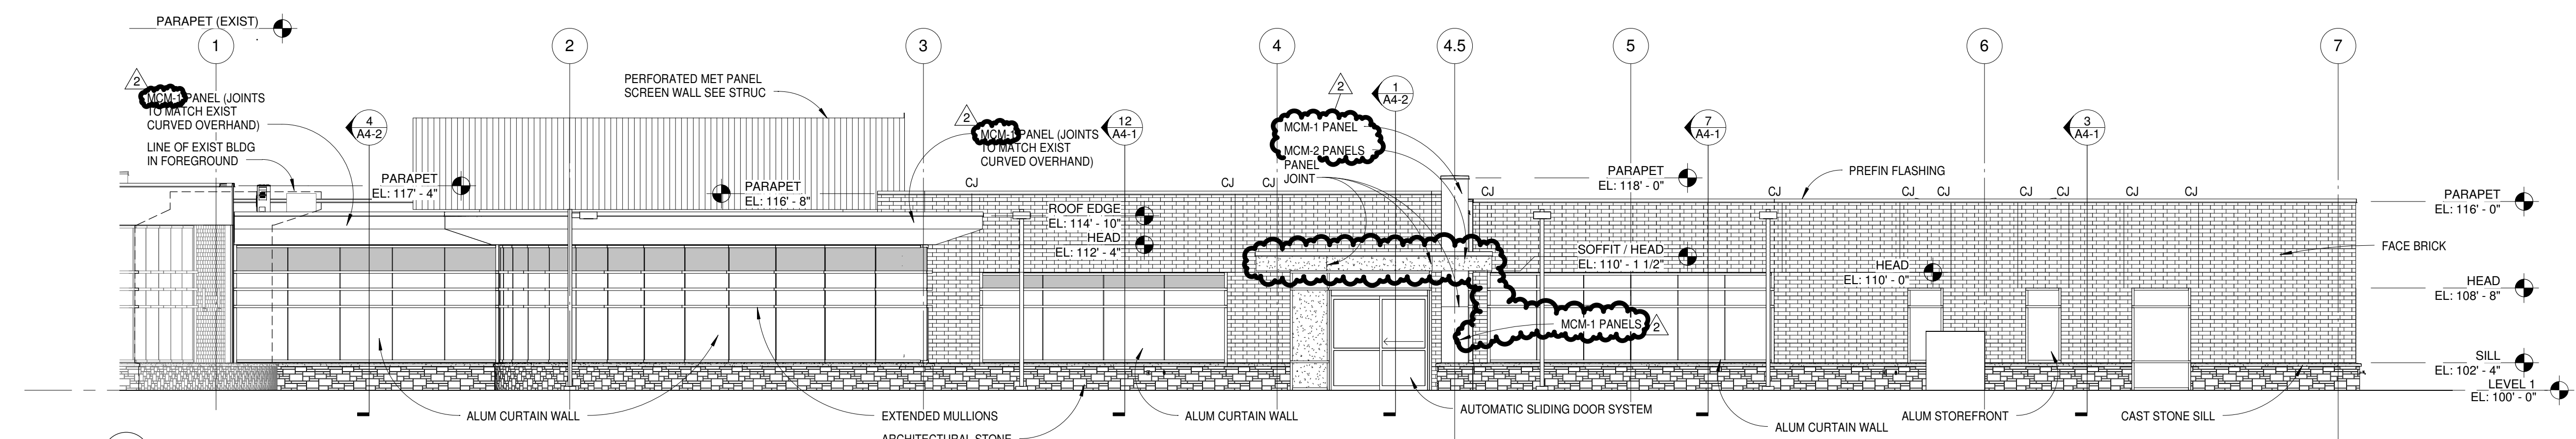 PARAPET (EXIST)
1
2
3
4
4.5
5
6
7
2
MCM-1 PANEL (JOINTS
TO MATCH EXIST
CURVED OVERHAND)
LINE OF EXIST BLDG
IN FOREGROUND
4
A4-2
PERFORATED MET PANEL
SCREEN WALL SEE STRUC
PARAPET
EL: 117' - 4"
PARAPET
EL: 116' - 8"
2
MCM-1 PANEL (JOINTS
TO MATCH EXIST
CURVED OVERHAND)
12
A4-1
CJ
CJ
CJ
ROOF EDGE
EL: 114' - 10"
HEAD
EL: 112' - 4"
2
1
A4-2
MCM-1 PANEL
MCM-2 PANELS
PANEL
JOINT
PARAPET
EL: 118' - 0"
7
A4-1
CJ
CJ
CJ
CJ
CJ
CJ
CJ
CJ
PREFIN FLASHING
3
A4-1
SOFFIT / HEAD
EL: 110' - 1 1/2"
HEAD
EL: 110' - 0"
MCM-1 PANELS
2
PARAPET
EL: 116' - 0"
FACE BRICK
HEAD
EL: 108' - 8"
SILL
EL: 102' - 4"
LEVEL 1
EL: 100' - 0"
ALUM CURTAIN WALL
EXTENDED MULLIONS
ARCHITECTURAL STONE
ALUM CURTAIN WALL
AUTOMATIC SLIDING DOOR SYSTEM
ALUM CURTAIN WALL
ALUM STOREFRONT
CAST STONE SILL